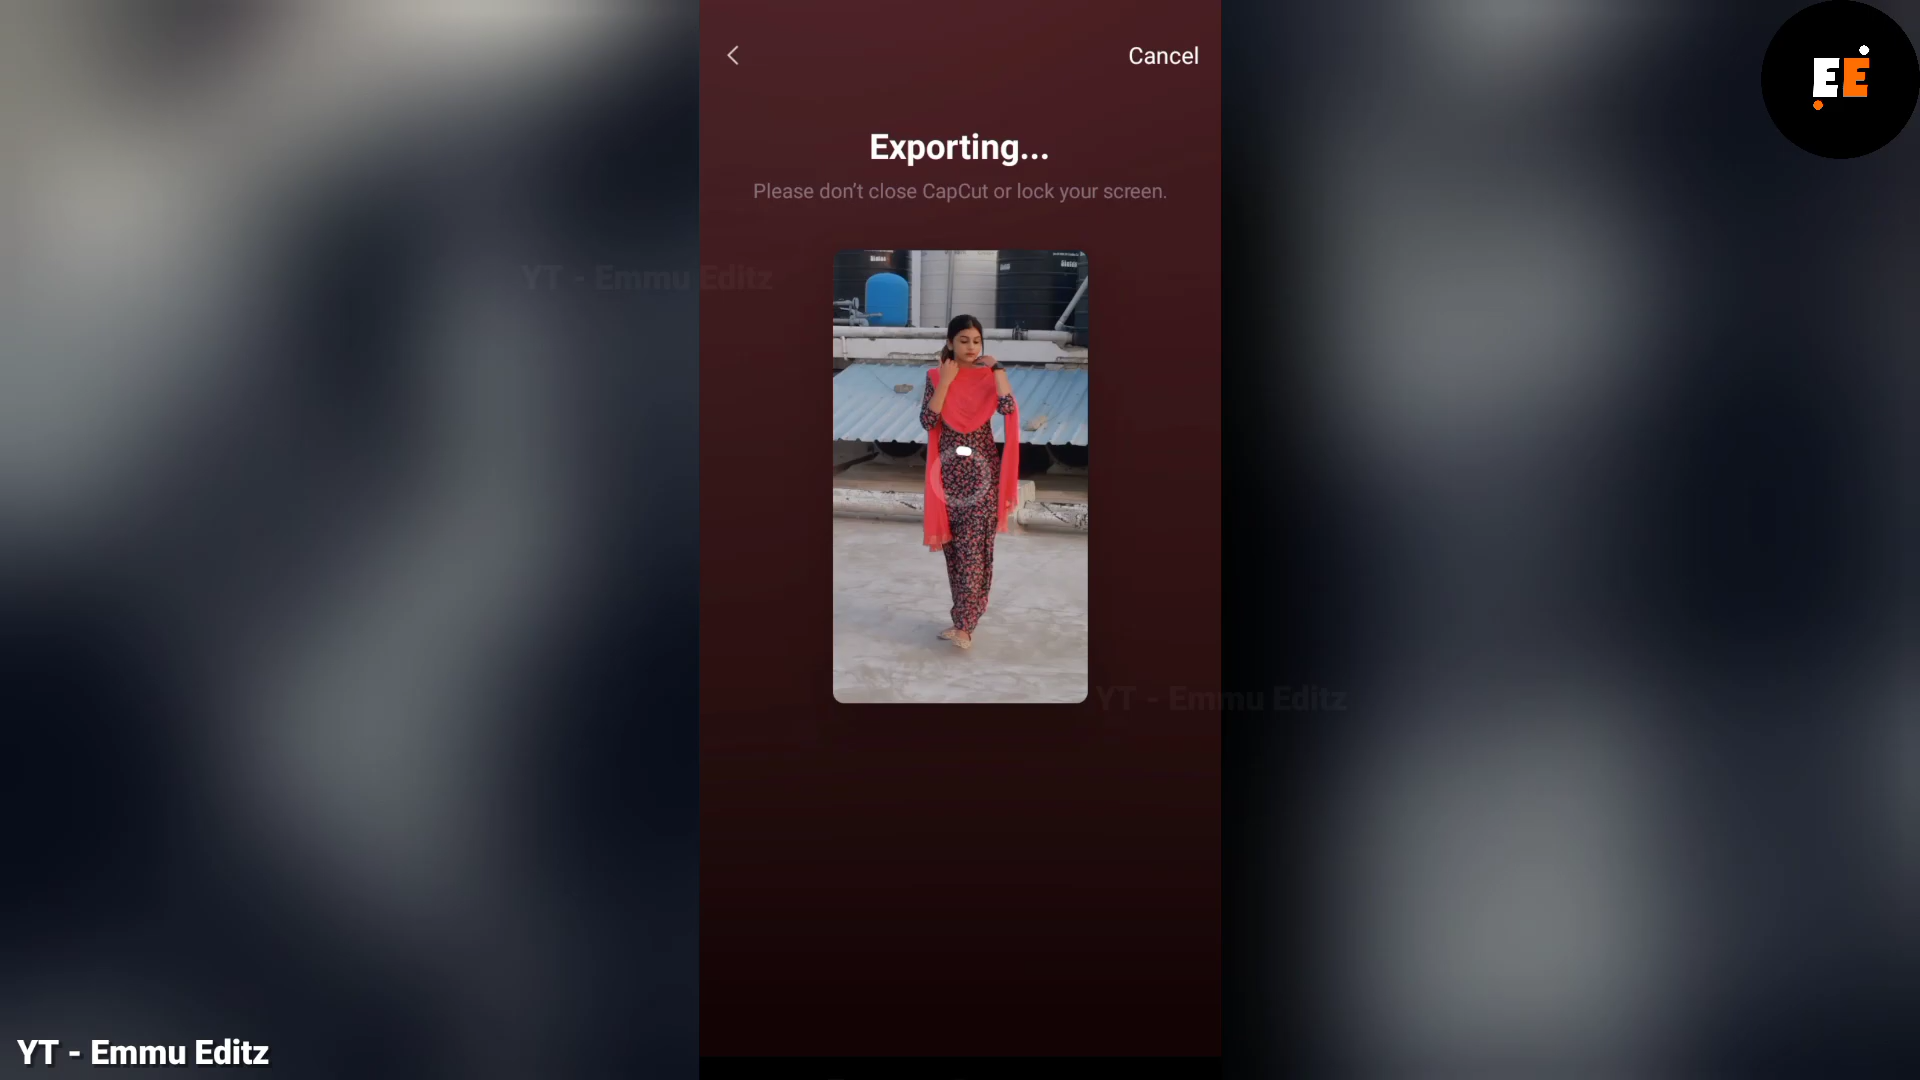 Cancel
Exporting...
Please don't close CapCut or lock your screen.
YT - Emmu Editz
YT - Emmu Editz
YT - Emmu Editz
EE